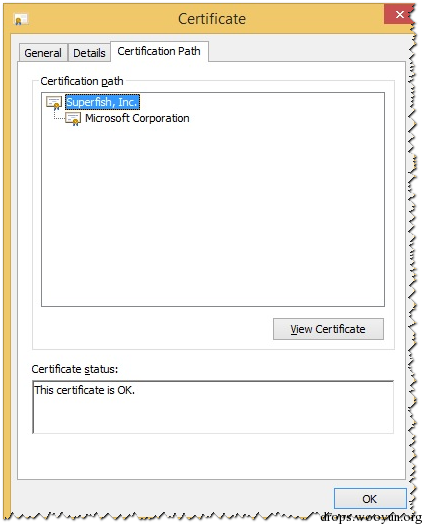 Certificate
General
Details
Certification Path
Certification path
Superfish, Inc.
Microsoft Corporation
View Certificate
Certificate status:
This certificate is OK.
OK
drops.wooyun.org